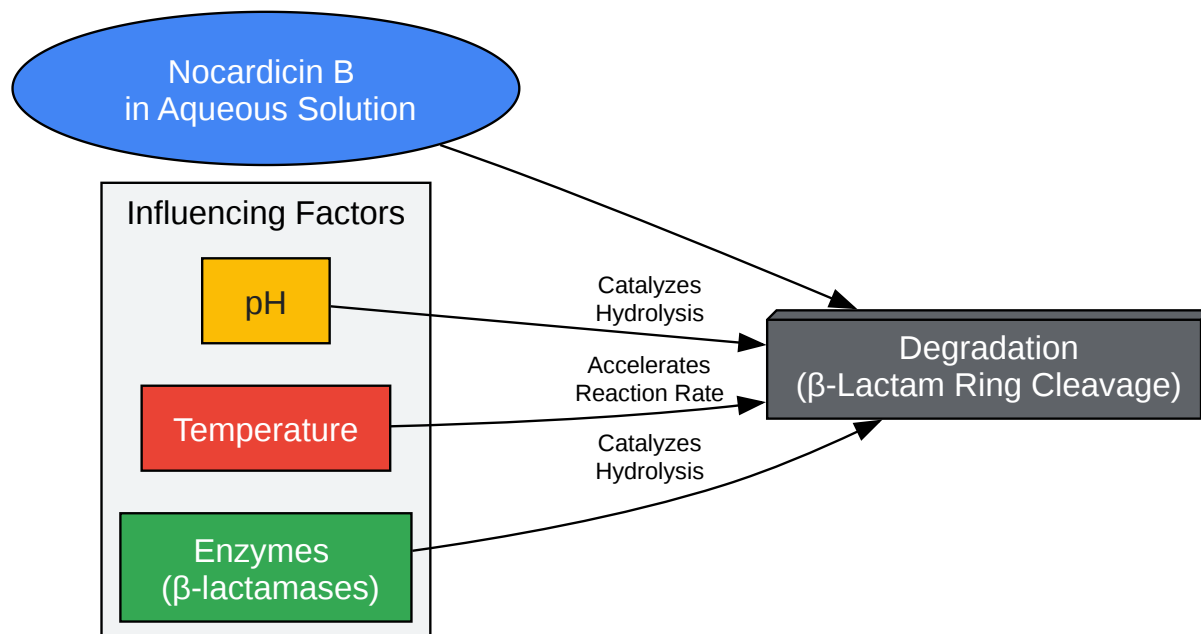 Nocardicin B
in Aqueous Solution
Influencing Factors
pH
Temperature
Enzymes
(β-lactamases)
Catalyzes
Hydrolysis
Accelerates
Reaction Rate
Catalyzes
Hydrolysis
Degradation
(β-Lactam Ring Cleavage)